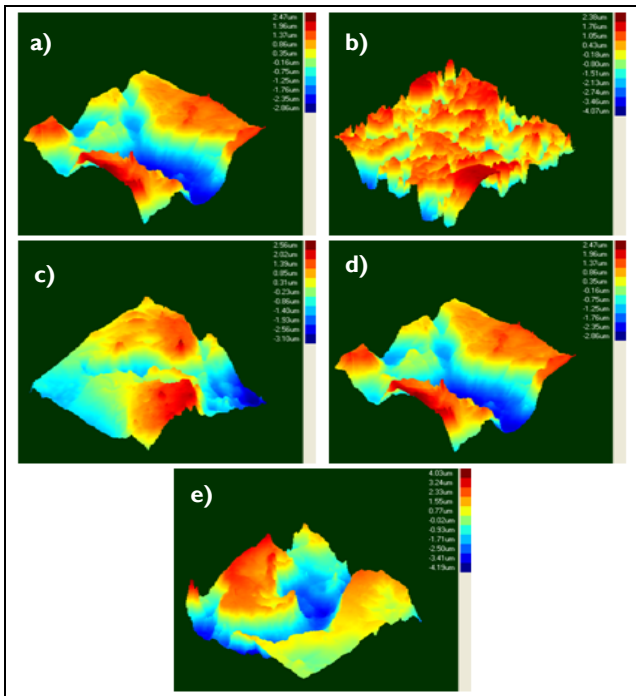 a)
2.47um
1.96um
1.37um
0.86um
0.35um
-0.16um
-0.75um
-1.25um
-1.76um
-2.35um
-2.86um
b)
2.38um
1.76um
1.05um
0.43um
-0.18um
-0.80um
-1.51um
-2.13um
-2.74um
-3.46um
-4.07um
c)
2.56um
2.02um
1.39um
0.85um
0.31um
-0.23um
-0.86um
-1.40um
-1.93um
-2.56um
-3.10um
d)
2.47um
1.96um
1.37um
0.86um
0.35um
-0.16um
-0.75um
-1.25um
-1.76um
-2.35um
-2.86um
e)
4.03um
3.24um
2.33um
1.55um
0.77um
-0.02um
-0.93um
-1.71um
-2.50um
-3.41um
-4.19um